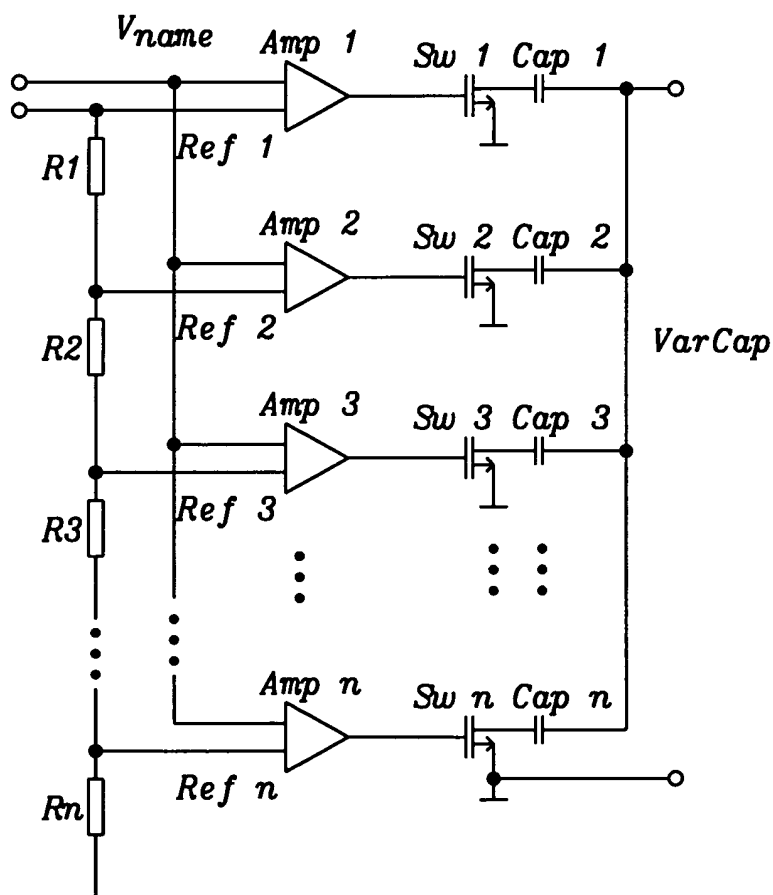 Vname
Amp 1
Sw 1 Cap 1
R1
Ref 1
Amp 2
Sw 2 Cap 2
R2
Ref 2
VarCap
Amp 3
Sw 3 Cap 3
R3
Ref 3
Amp n
Sw n Cap n
Ref n
Rn